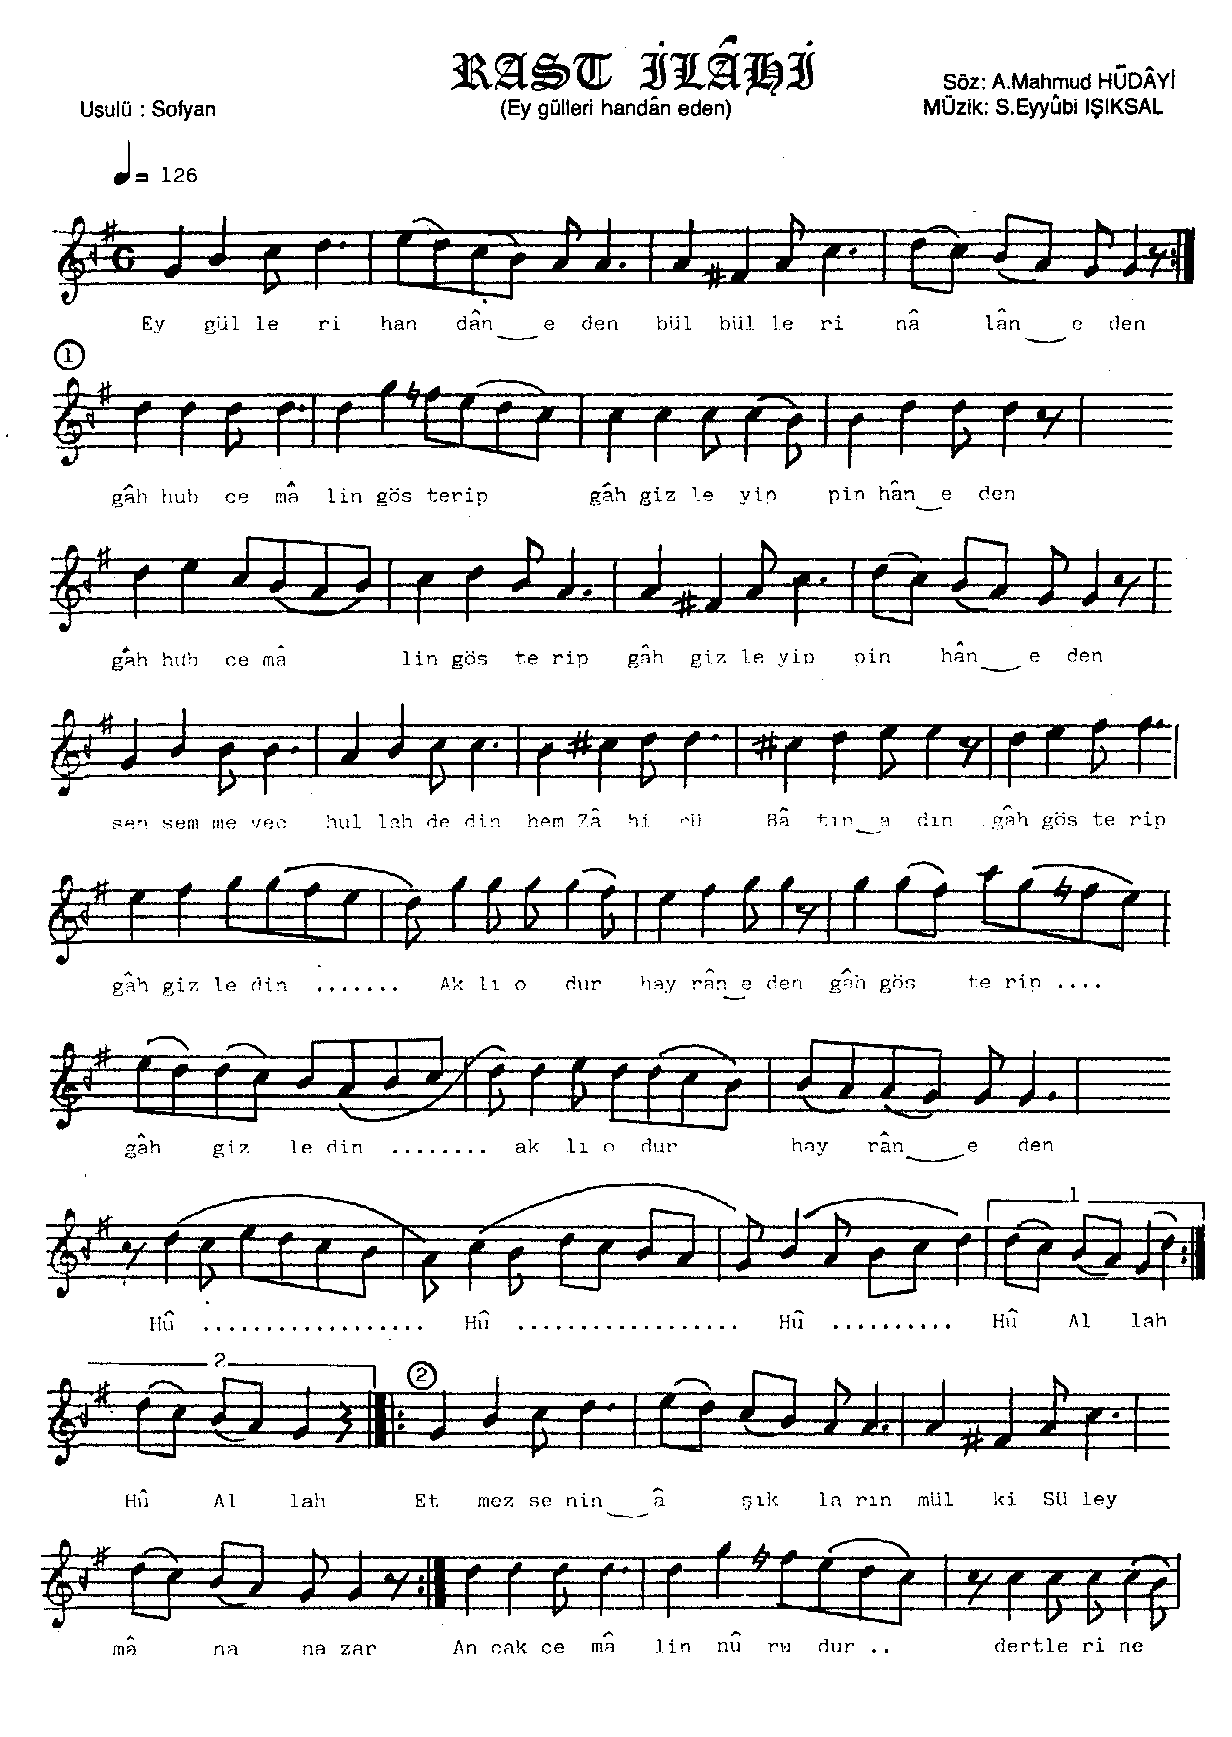 RAST İLÂHİ
Söz: A.Mahmud HÜDÂYİ
Usulü : Sofyan
(Ey gülleri handân eden)
MÜzik: S.Eyyûbi IŞIKSAL
= 126
Ey gül le ri han dân e den bül bül le ri nâ lân e den
1
gâh hub ce mâ lin gös terip gâh giz le yip pin hân e den
gâh hub ce mâ lin gös te rip gâh giz le yip pin hân e den
sen sem me vec hul lah de din hem Zâ hi rü Bâ tın a dın gâh gös te rip
gâh giz le din ....... Ak lı o dur hay rân e den gâh gös te rip ....
gâh giz le din ........ ak lı o dur hay rân e den
1
Hû .................. Hû .................. Hû .......... Hû Al lah
2
2
Hû Al lah Et mez se nin â şık la rın mül ki Sü ley
mâ na na zar An cak ce mâ lin nû ru dur .. dertle ri ne